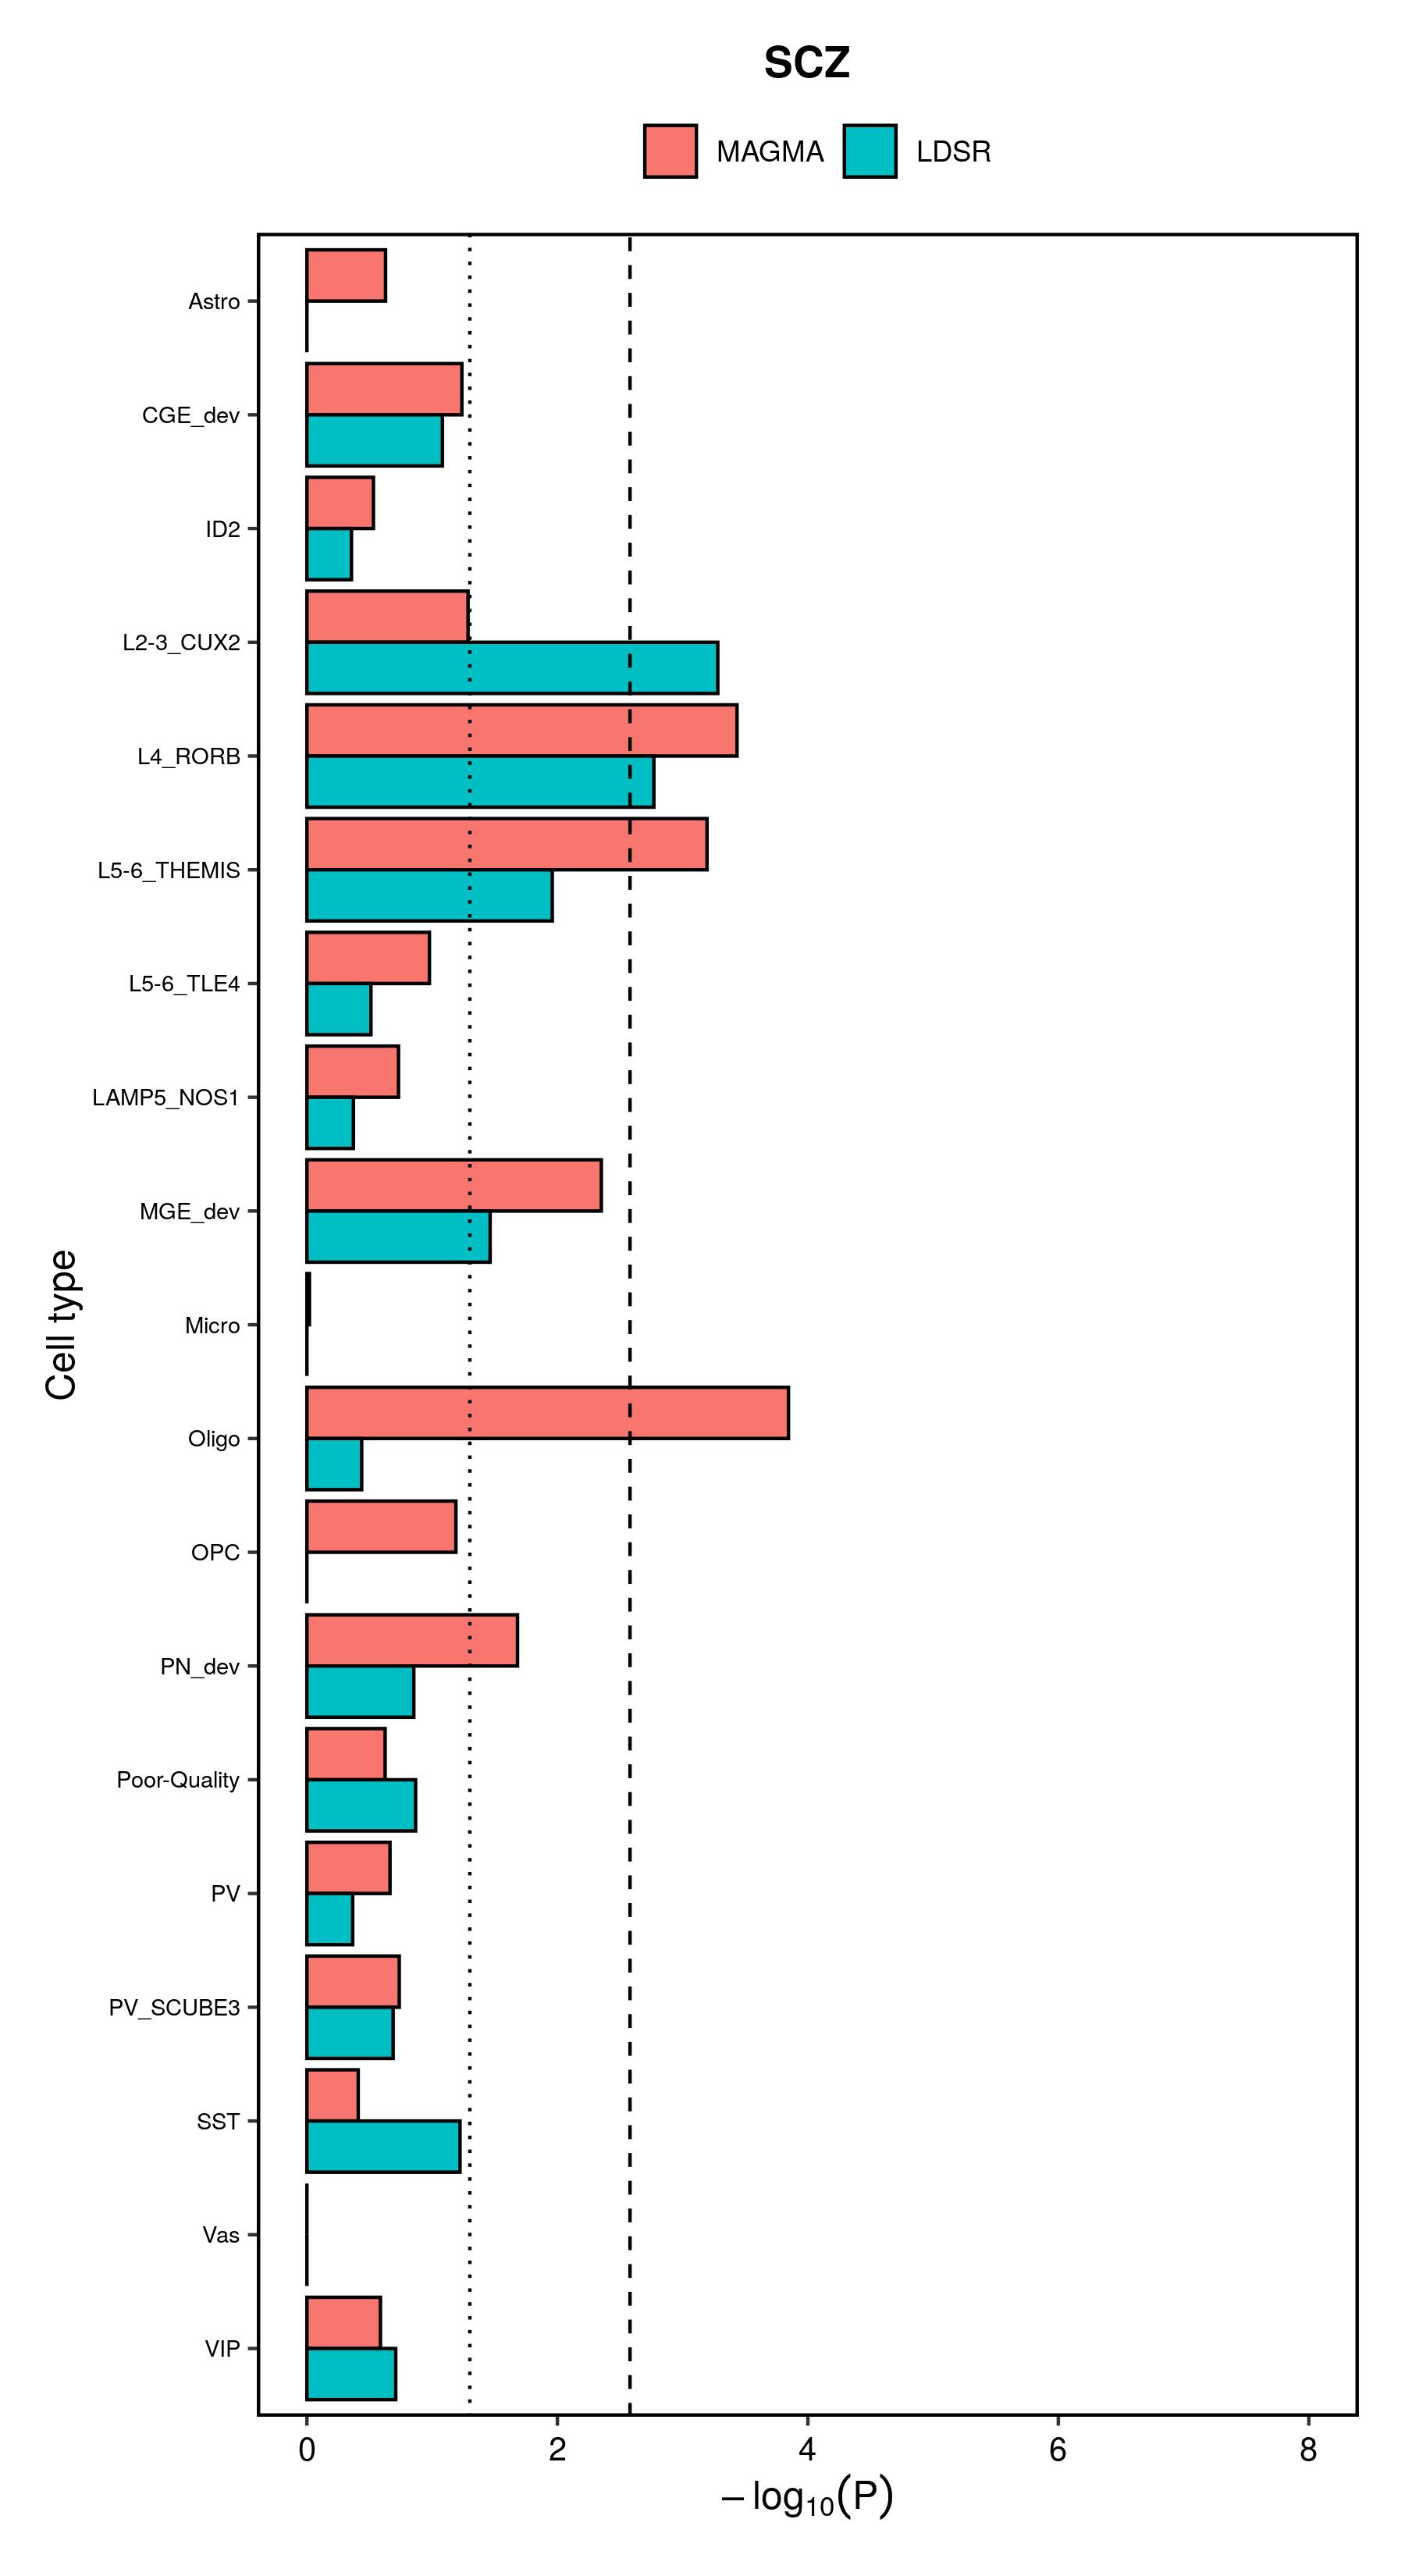 SCZ
MAGMA LDSR
Astro
CGE_dev
ID2
L2-3_CUX2
L4_RORB
L5-6_THEMIS
L5-6_TLE4
LAMP5_NOS1
MGE_dev
Micro
Oligo
OPC
PN_dev
Poor-Quality
PV
PV_SCUBE3
SST
Vas
VIP
Cell type
0 2 4 6 8
− log₁₀(P)